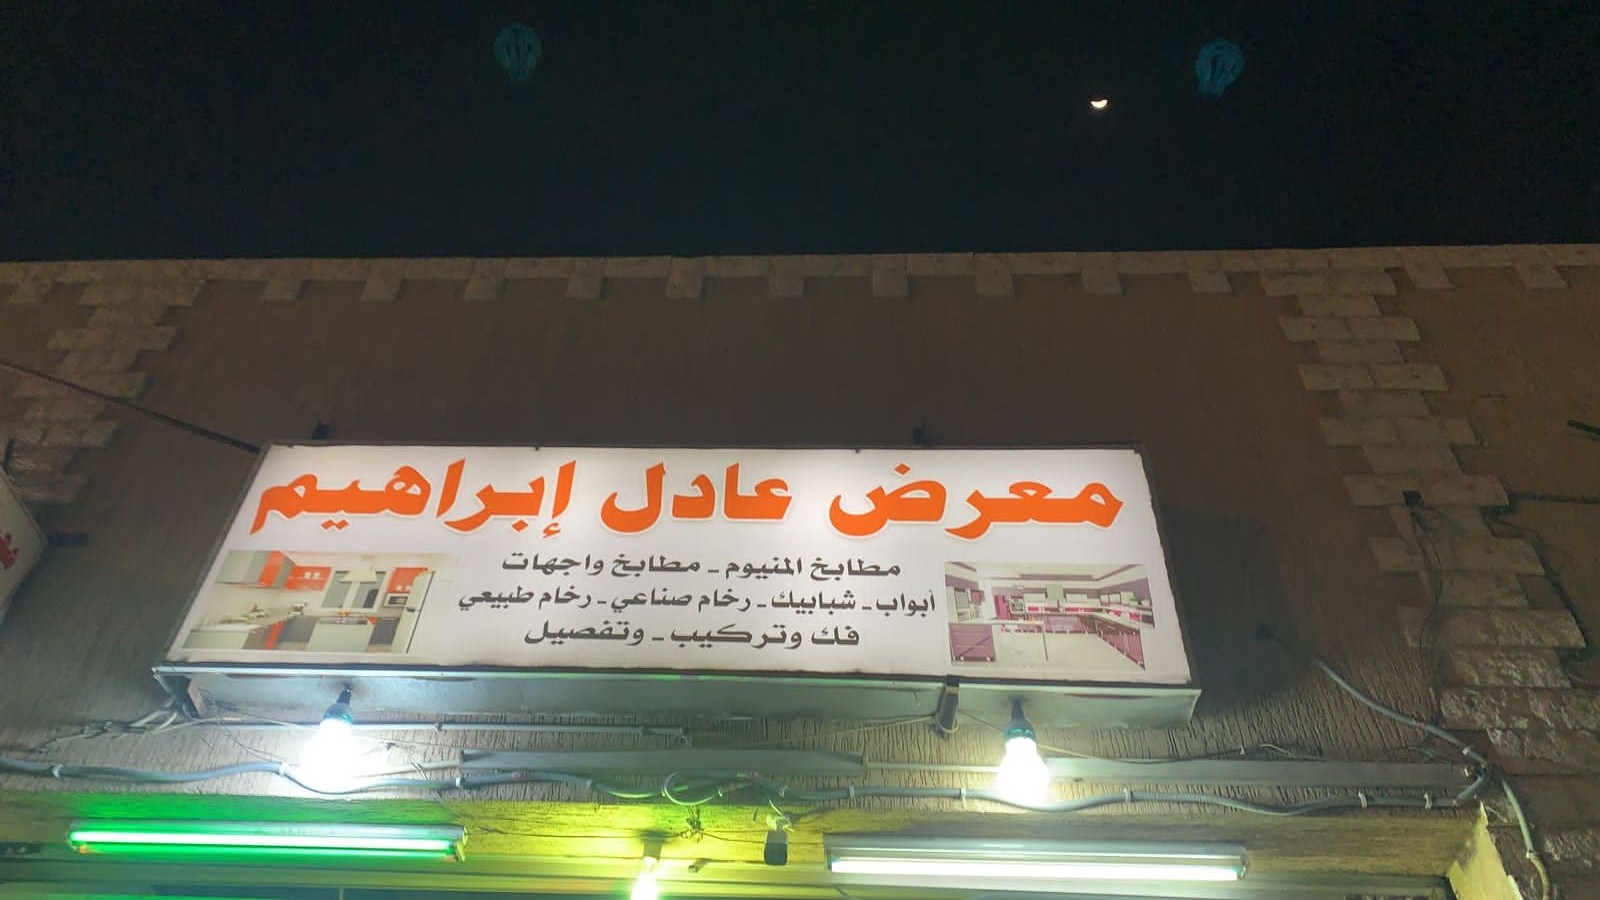 معرض عادل إبراهيم
مطابخ المنيوم - مطابخ واجهات
أبواب - شبابيك - رخام صناعي - رخام طبيعي
فك وتركيب - وتفصيل